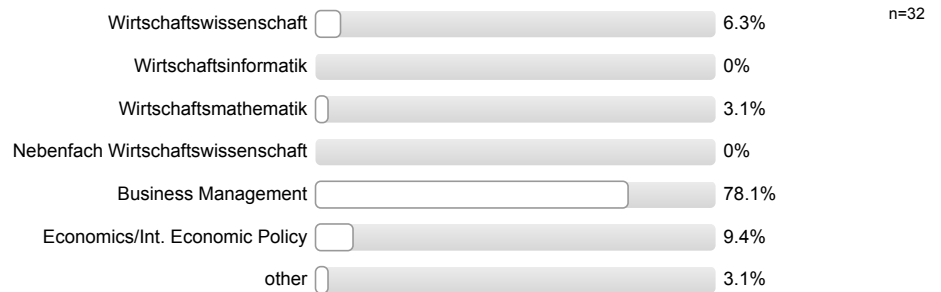 Wirtschaftswissenschaft 6.3% n=32
Wirtschaftsinformatik 0%
Wirtschaftsmathematik 3.1%
Nebenfach Wirtschaftswissenschaft 0%
Business Management 78.1%
Economics/Int. Economic Policy 9.4%
other 3.1%